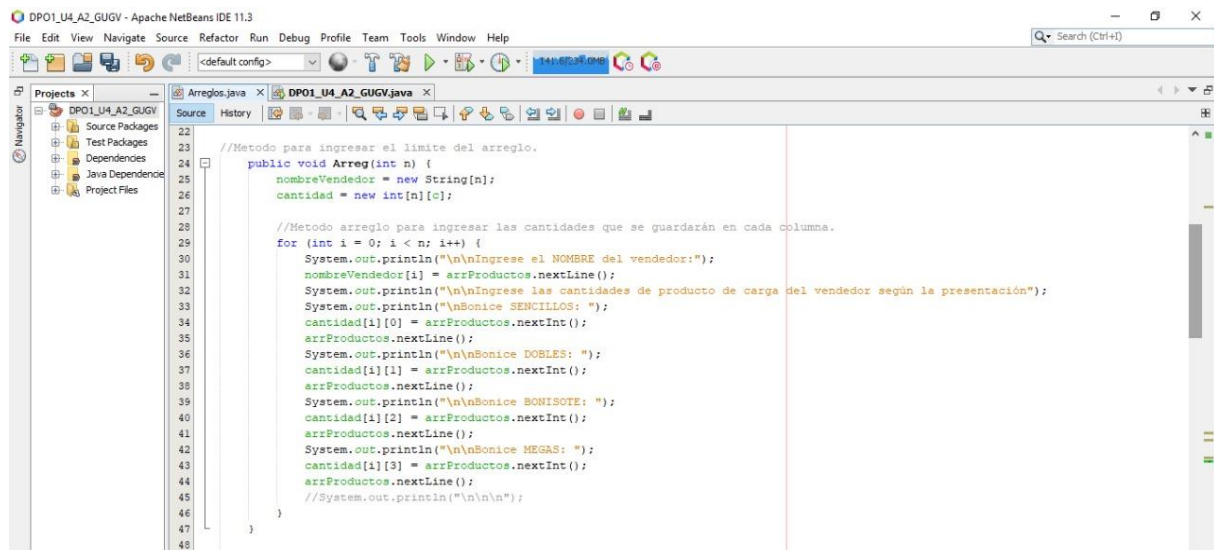 DPO1_U4_A2_GUGV - Apache NetBeans IDE 11.3
File Edit View Navigate Source Refactor Run Debug Profile Team Tools Window Help
Search (Ctrl+I)
<default config>
Projects
Arreglos.java
DPO1_U4_A2_GUGV.java
Navigator
DPO1_U4_A2_GUGV
Source Packages
Test Packages
Dependencies
Java Dependencie
Project Files
Source History
22
23 //Metodo para ingresar el limite del arreglo.
24 public void Arreg(int n) {
25 nombreVendedor = new String[n];
26 cantidad = new int[n][c];
27
28 //Metodo arreglo para ingresar las cantidades que se guardarán en cada columna.
29 for (int i = 0; i < n; i++) {
30 System.out.println("\n\nIngrese el NOMBRE del vendedor:");
31 nombreVendedor[i] = arrProductos.nextLine();
32 System.out.println("\n\nIngrese las cantidades de producto de carga del vendedor según la presentación");
33 System.out.println("\nBonice SENCILLOS: ");
34 cantidad[i][0] = arrProductos.nextInt();
35 arrProductos.nextLine();
36 System.out.println("\n\nBonice DOBLES: ");
37 cantidad[i][1] = arrProductos.nextInt();
38 arrProductos.nextLine();
39 System.out.println("\n\nBonice BONISOTE: ");
40 cantidad[i][2] = arrProductos.nextInt();
41 arrProductos.nextLine();
42 System.out.println("\n\nBonice MEGAS: ");
43 cantidad[i][3] = arrProductos.nextInt();
44 arrProductos.nextLine();
45 //System.out.println("\n\n\n");
46 }
47 }
48